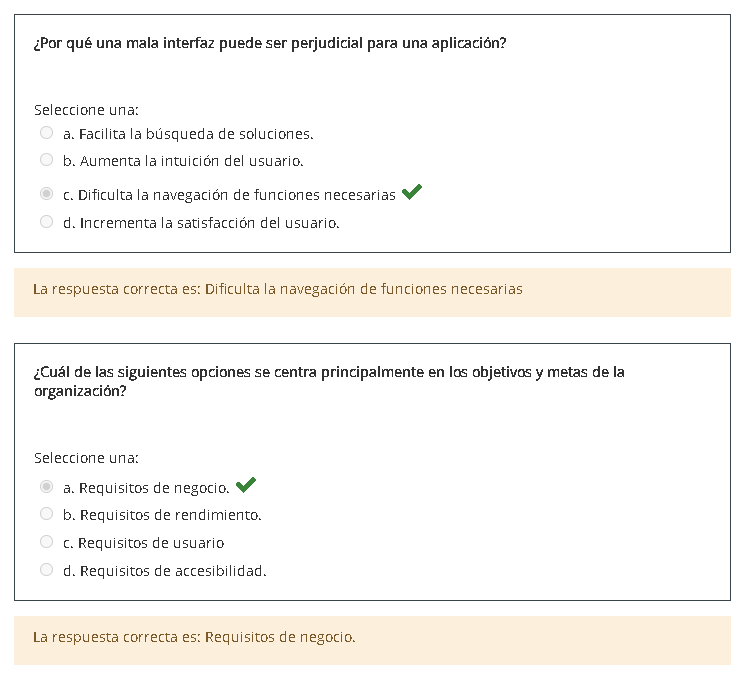 ¿Por qué una mala interfaz puede ser perjudicial para una aplicación?
Seleccione una:
a. Facilita la búsqueda de soluciones.
b. Aumenta la intuición del usuario.
c. Dificulta la navegación de funciones necesarias
d. Incrementa la satisfacción del usuario.
La respuesta correcta es: Dificulta la navegación de funciones necesarias
¿Cuál de las siguientes opciones se centra principalmente en los objetivos y metas de la
organización?
Seleccione una:
a. Requisitos de negocio.
b. Requisitos de rendimiento.
c. Requisitos de usuario
d. Requisitos de accesibilidad.
La respuesta correcta es: Requisitos de negocio.